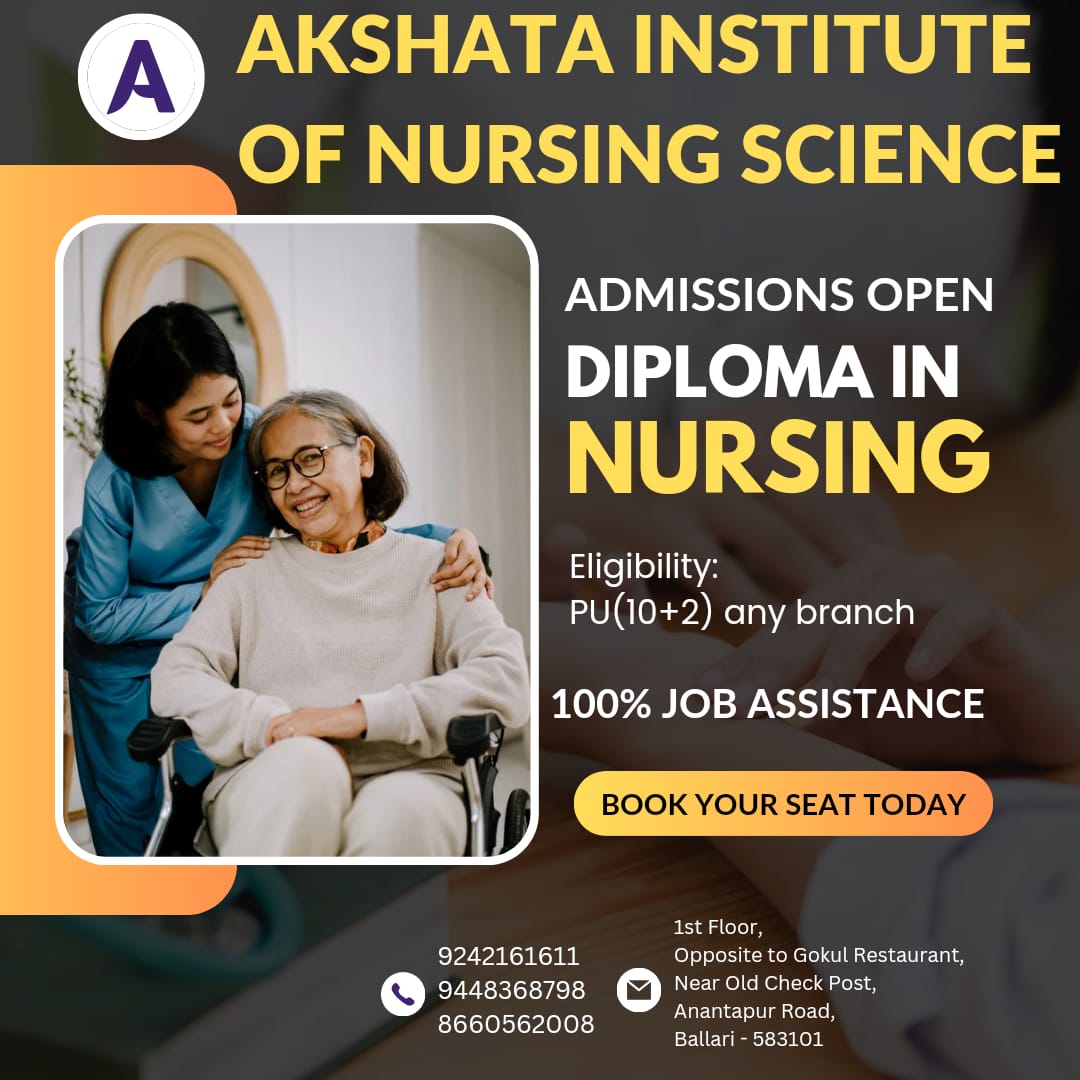 A
AKSHATA INSTITUTE
OF NURSING SCIENCE
ADMISSIONS OPEN
DIPLOMA IN
NURSING
Eligibility:
PU(10+2) any branch
100% JOB ASSISTANCE
BOOK YOUR SEAT TODAY
9242161611
9448368798
8660562008
1st Floor,
Opposite to Gokul Restaurant,
Near Old Check Post,
Anantapur Road,
Ballari - 583101